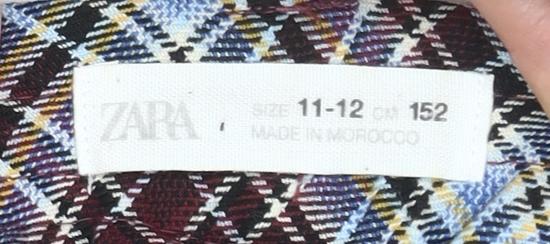 ZARA
SIZE 11-12 CM 152
MADE IN MOROCCO